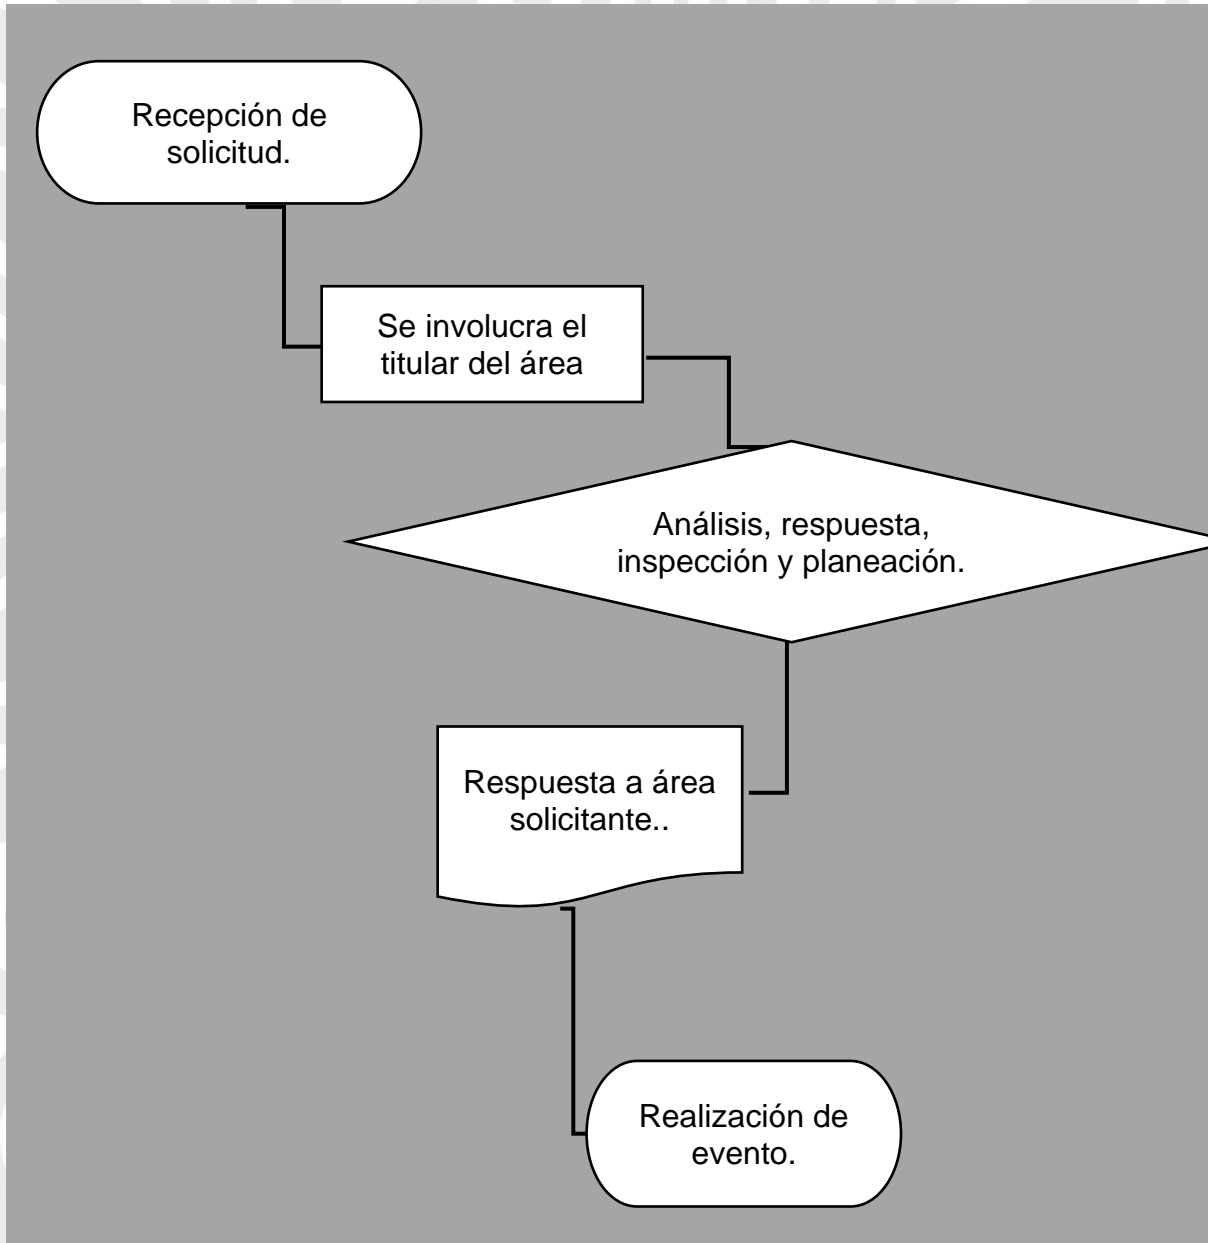 Recepción de
solicitud.
Se involucra el
titular del área
Análisis, respuesta,
inspección y planeación.
Respuesta a área
solicitante..
Realización de
evento.